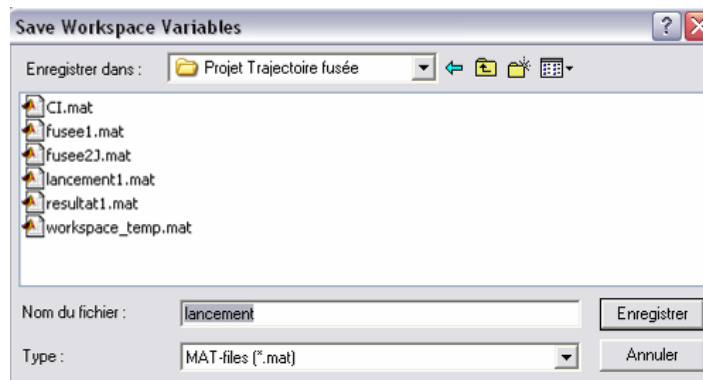 Save Workspace Variables
Enregistrer dans : Projet Trajectoire fusée
CI.mat
fusee1.mat
fusee2J.mat
lancement1.mat
resultat1.mat
workspace_temp.mat
Nom du fichier : lancement Enregistrer
Type : MAT-files (*.mat) Annuler